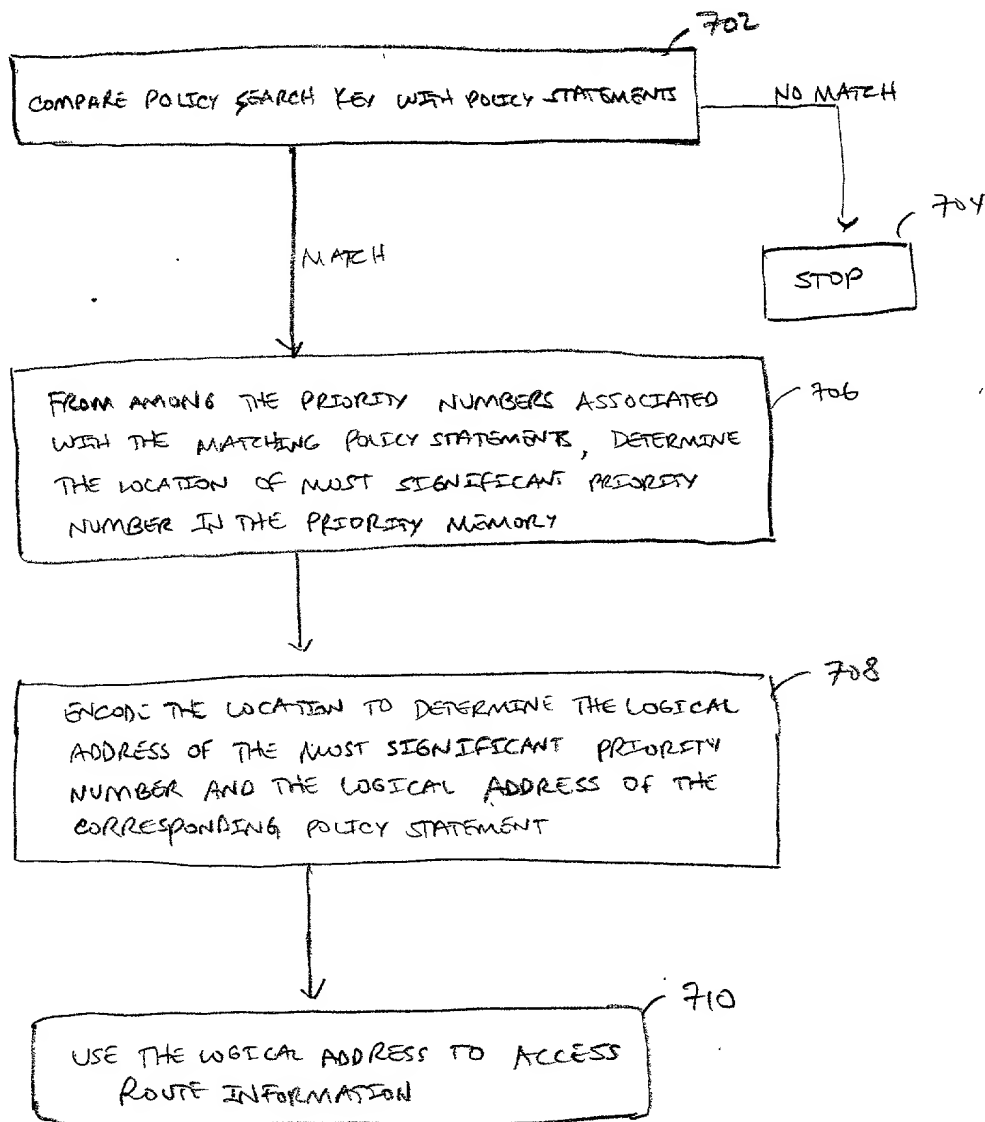 702
COMPARE POLICY SEARCH KEY WITH POLICY STATEMENTS
NO MATCH
704
STOP
MATCH
706
FROM AMONG THE PRIORITY NUMBERS ASSOCIATED
WITH THE MATCHING POLICY STATEMENTS, DETERMINE
THE LOCATION OF MOST SIGNIFICANT PRIORITY
NUMBER IN THE PRIORITY MEMORY
708
ENCODE THE LOCATION TO DETERMINE THE LOGICAL
ADDRESS OF THE MOST SIGNIFICANT PRIORITY
NUMBER AND THE LOGICAL ADDRESS OF THE
CORRESPONDING POLICY STATEMENT
710
USE THE LOGICAL ADDRESS TO ACCESS
ROUTE INFORMATION